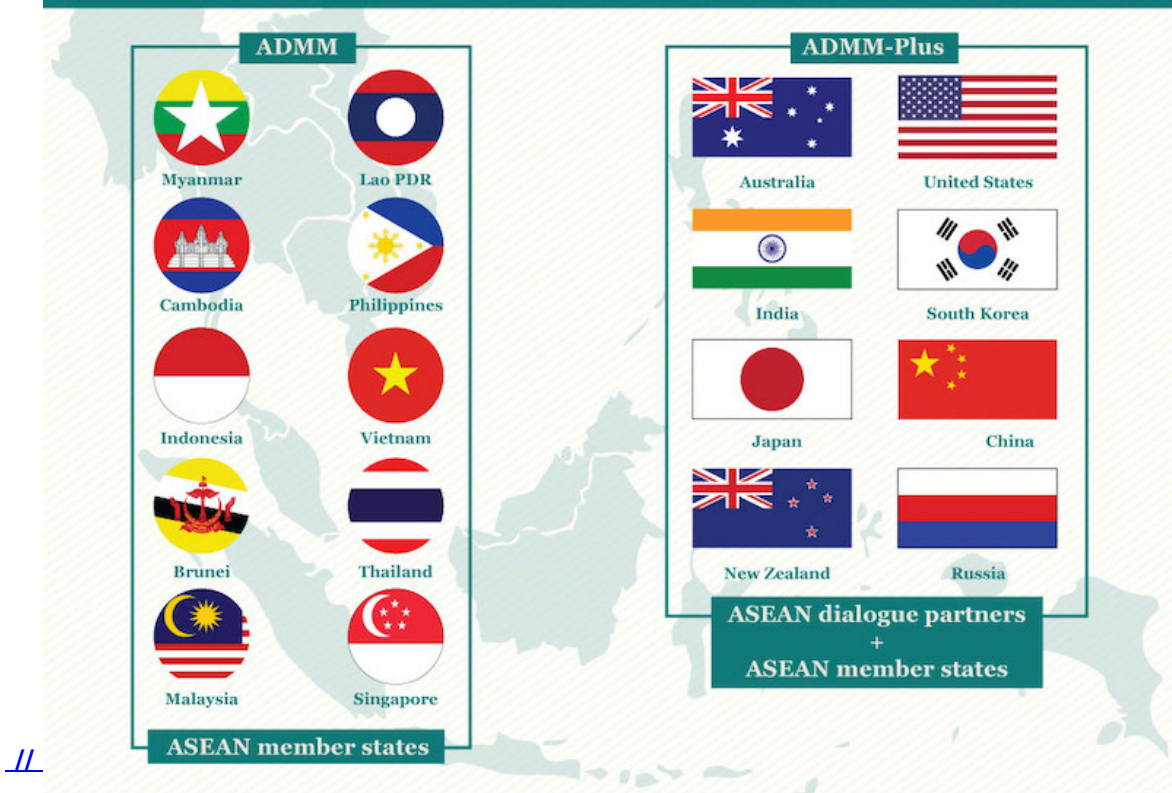 ADMM
Myanmar
Lao PDR
Cambodia
Philippines
Indonesia
Vietnam
Brunei
Thailand
Malaysia
Singapore
ASEAN member states
ADMM-Plus
Australia
United States
India
South Korea
Japan
China
New Zealand
Russia
ASEAN dialogue partners
+
ASEAN member states
//